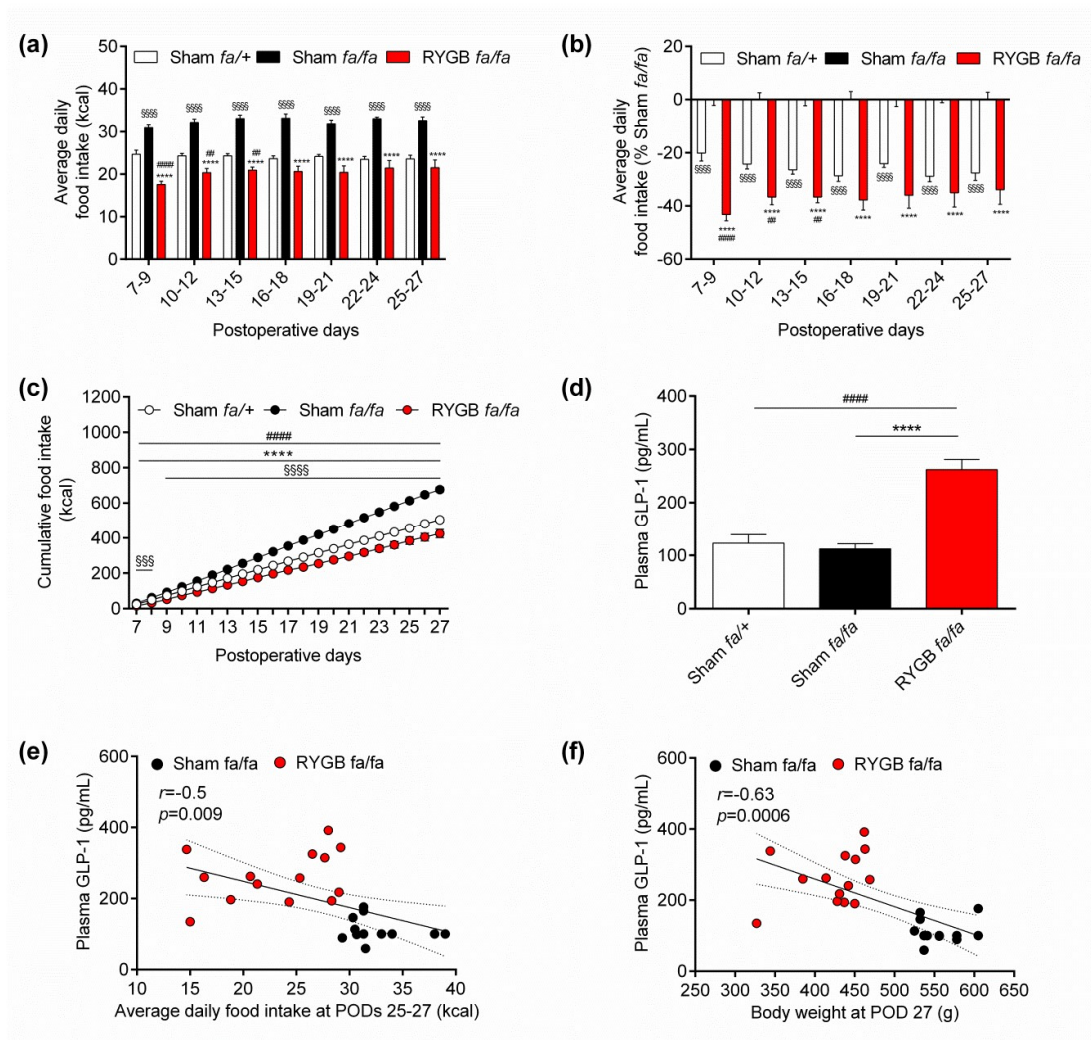 (a)
Sham fa/+ Sham fa/fa RYGB fa/fa
Average daily
food intake (kcal)
50
40
30
20
10
0
§§§§ §§§§ §§§§ §§§§ §§§§ §§§§ §§§§
#### ## ##
**** **** **** **** **** **** ****
7-9 10-12 13-15 16-18 19-21 22-24 25-27
Postoperative days
(b)
Sham fa/+ Sham fa/fa RYGB fa/fa
Average daily
food intake (% Sham fa/fa)
20
0
-20
-40
-60
§§§§ §§§§ §§§§ §§§§ §§§§ §§§§ §§§§
**** **** **** **** **** **** ****
#### ## ##
7-9 10-12 13-15 16-18 19-21 22-24 25-27
Postoperative days
(c)
Sham fa/+ Sham fa/fa RYGB fa/fa
Cumulative food intake
(kcal)
1200
1000
800
600
400
200
0
####
****
§§§§
§§§
7 9 11 13 15 17 19 21 23 25 27
Postoperative days
(d)
Plasma GLP-1 (pg/mL)
400
300
200
100
0
####
****
Sham fa/+ Sham fa/fa RYGB fa/fa
(e)
Sham fa/fa RYGB fa/fa
r=-0.5
p=0.009
Plasma GLP-1 (pg/mL)
600
400
200
0
10 15 20 25 30 35 40
Average daily food intake at PODs 25-27 (kcal)
(f)
Sham fa/fa RYGB fa/fa
r=-0.63
p=0.0006
Plasma GLP-1 (pg/mL)
600
400
200
0
250 300 350 400 450 500 550 600 650
Body weight at POD 27 (g)